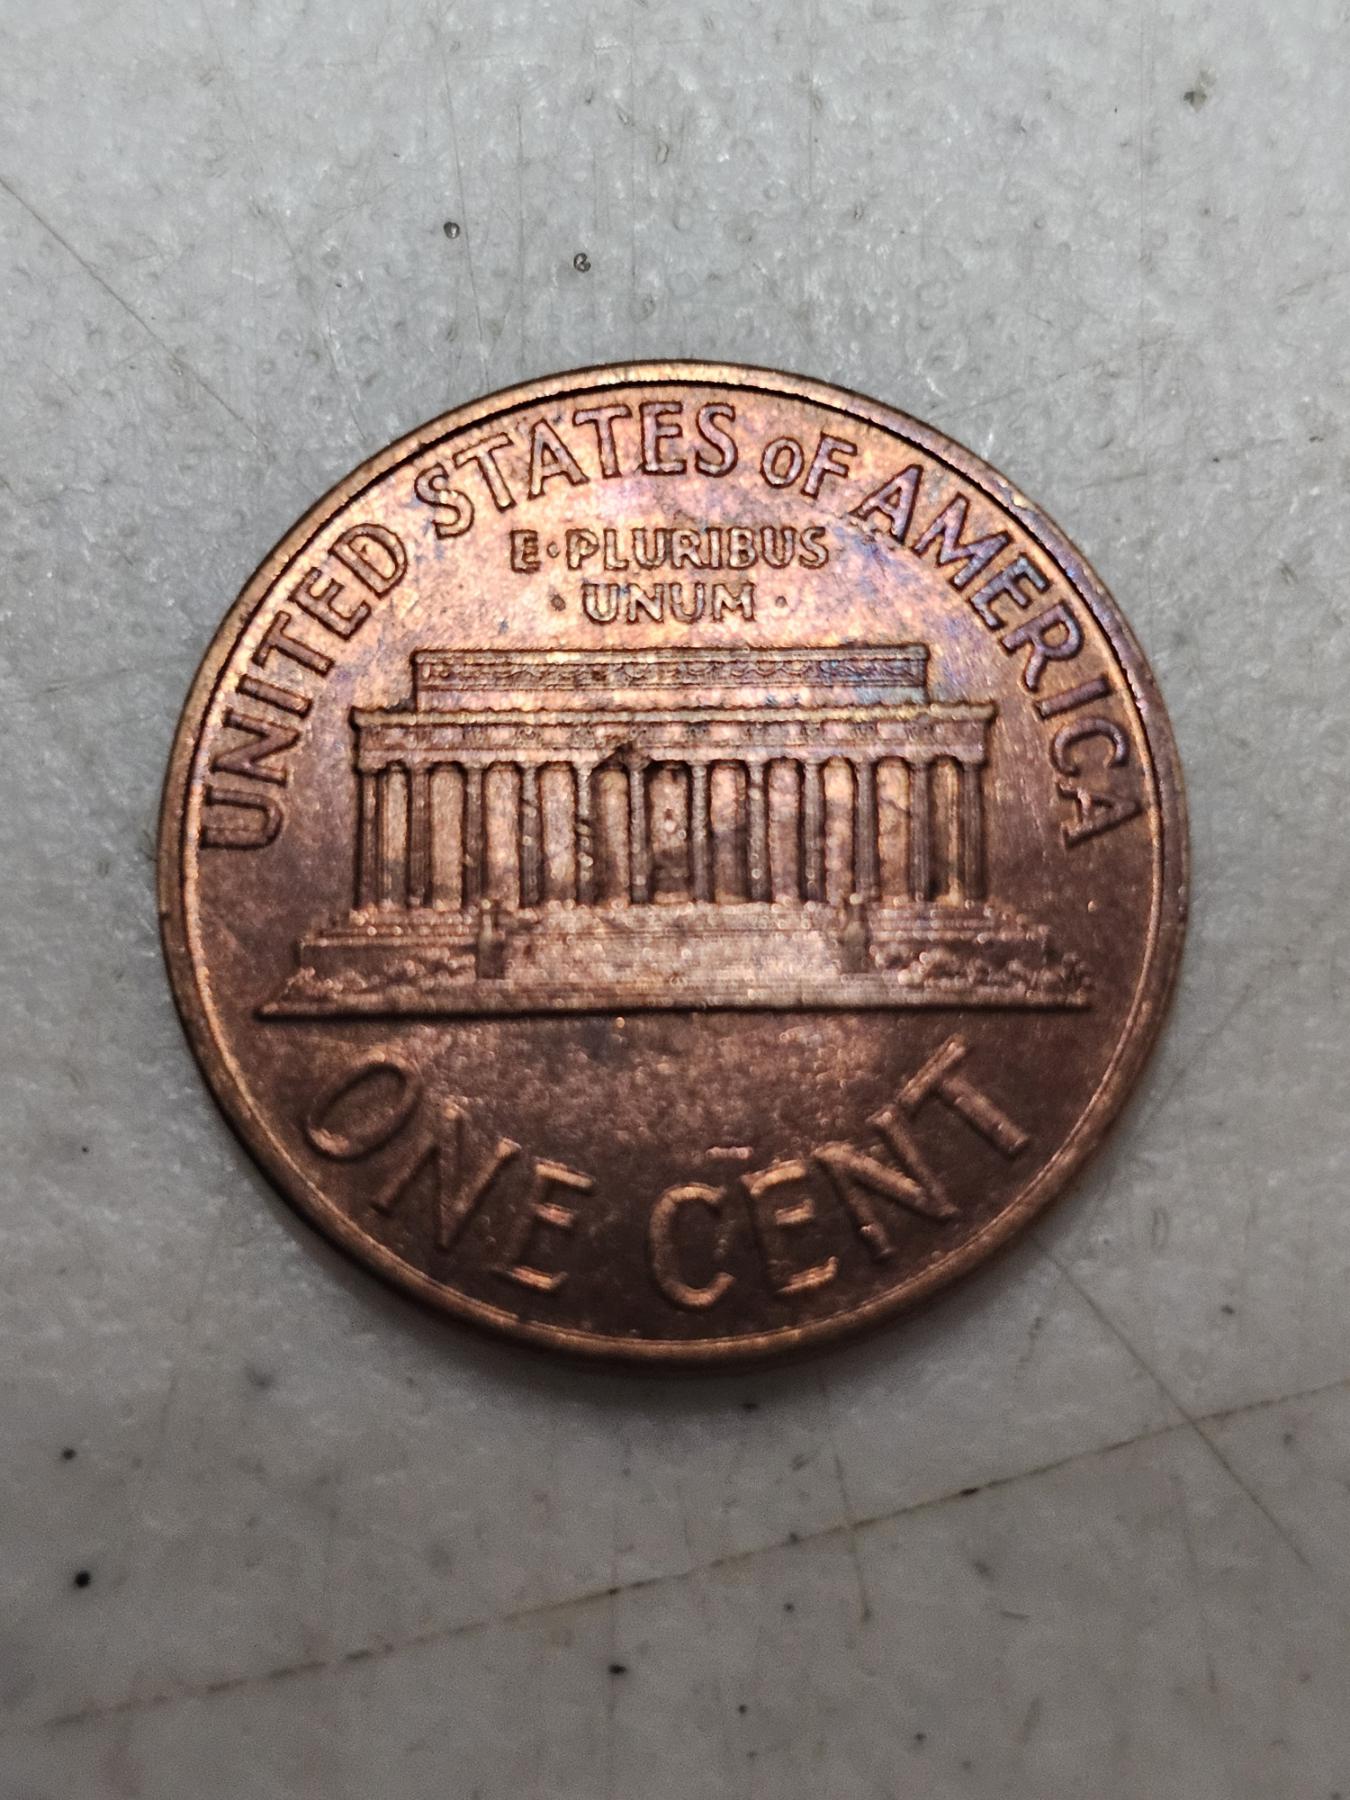 UNITED STATES OF AMERICA
E·PLURIBUS
·UNUM·
ONE CENT